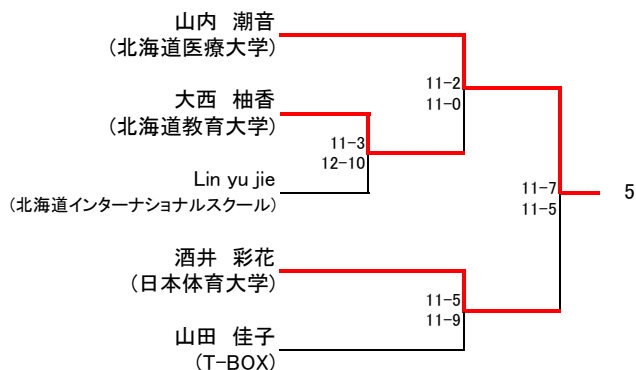 山内　潮音
(北海道医療大学)
11-2
11-0
大西　柚香
(北海道教育大学)
11-3
12-10
Lin yu jie
(北海道インターナショナルスクール)
11-7
11-5
5
酒井　彩花
(日本体育大学)
11-5
11-9
山田　佳子
(T-BOX)